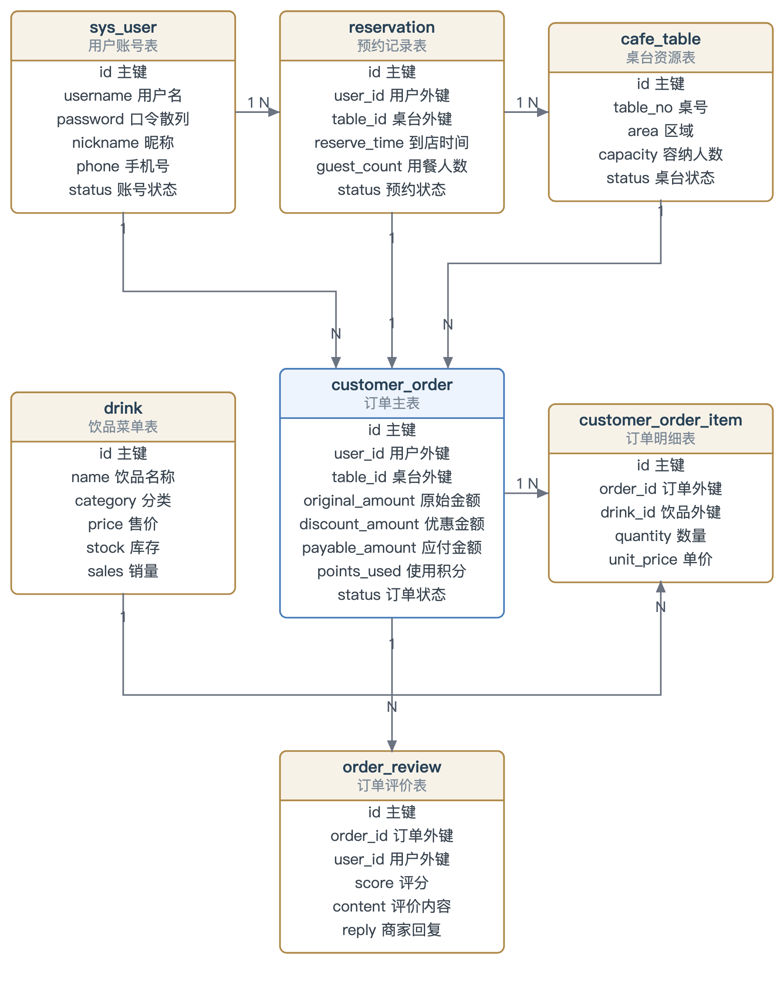 sys_user
用户账号表
id 主键
username 用户名
password 口令散列
nickname 昵称
phone 手机号
status 账号状态
1 N
reservation
预约记录表
id 主键
user_id 用户外键
table_id 桌台外键
reserve_time 到店时间
guest_count 用餐人数
status 预约状态
1 N
cafe_table
桌台资源表
id 主键
table_no 桌号
area 区域
capacity 容纳人数
status 桌台状态
1
1
1
N
1
N
drink
饮品菜单表
id 主键
name 饮品名称
category 分类
price 售价
stock 库存
sales 销量
customer_order
订单主表
id 主键
user_id 用户外键
table_id 桌台外键
original_amount 原始金额
discount_amount 优惠金额
payable_amount 应付金额
points_used 使用积分
status 订单状态
1 N
customer_order_item
订单明细表
id 主键
order_id 订单外键
drink_id 饮品外键
quantity 数量
unit_price 单价
1
1
N
N
order_review
订单评价表
id 主键
order_id 订单外键
user_id 用户外键
score 评分
content 评价内容
reply 商家回复